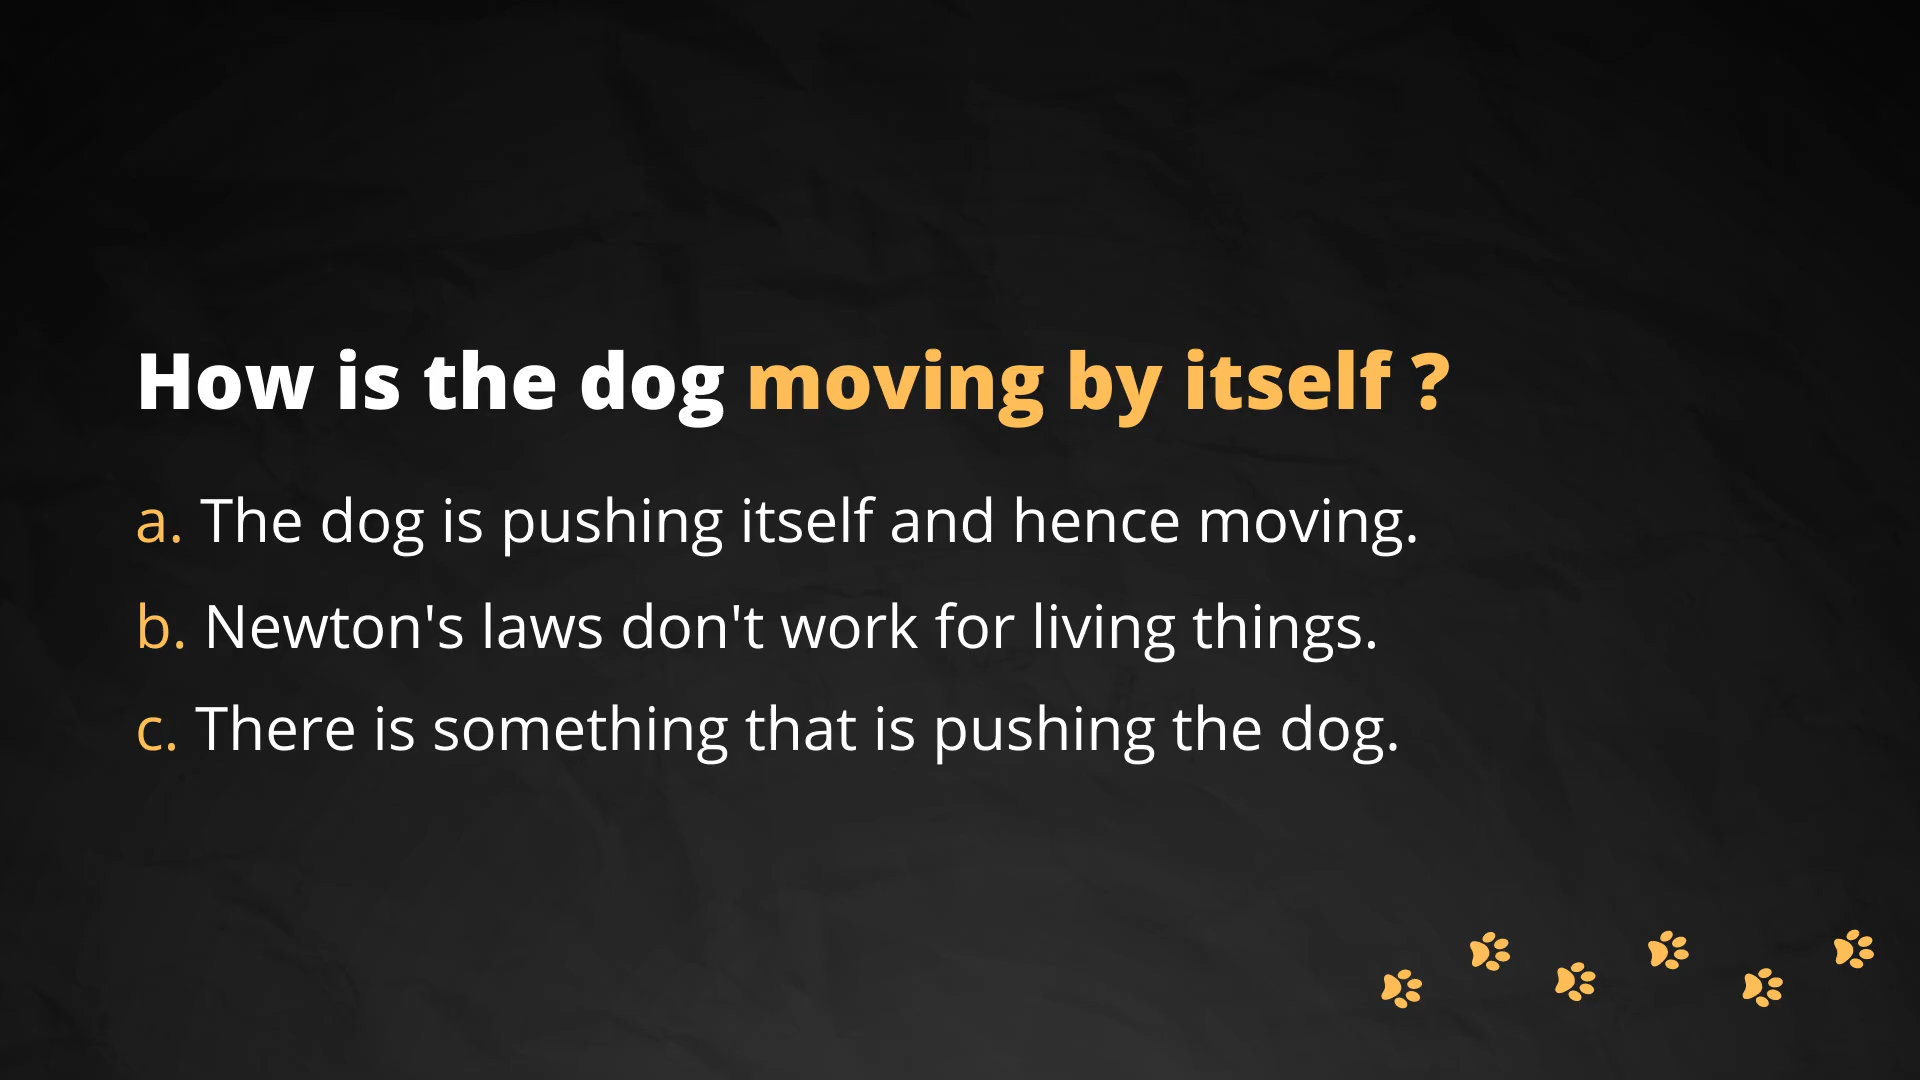 How is the dog moving by itself ?
a. The dog is pushing itself and hence moving.
b. Newton's laws don't work for living things.
c. There is something that is pushing the dog.